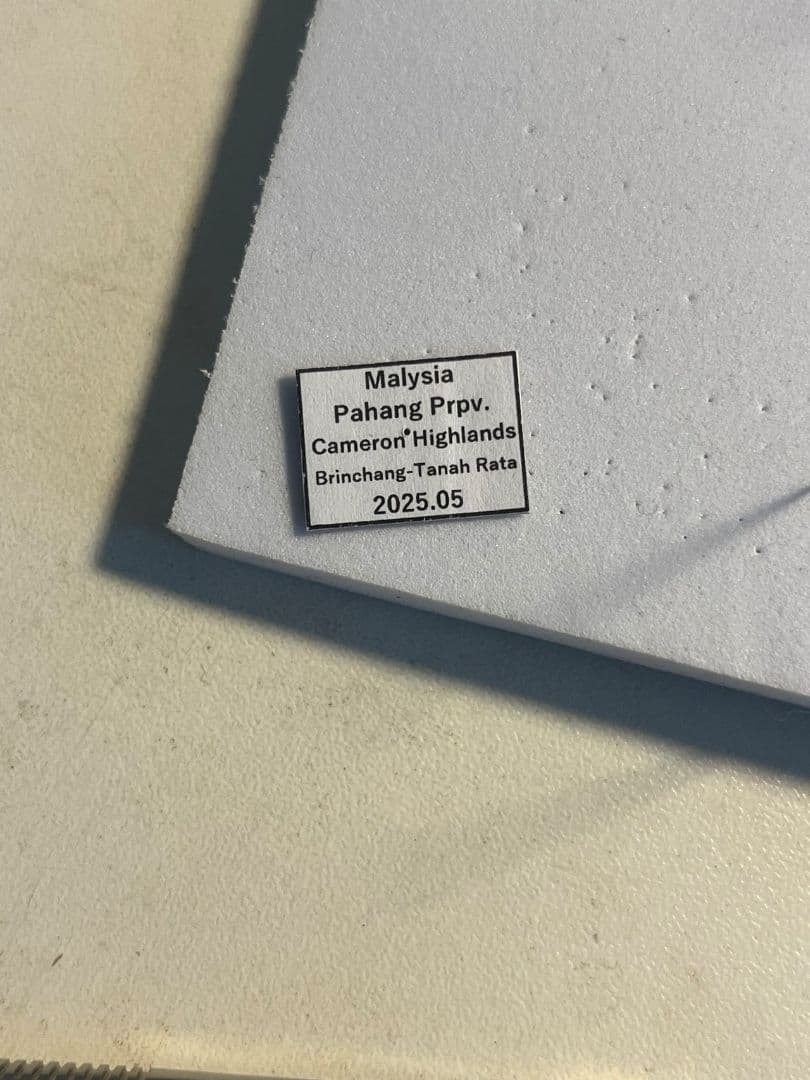 Malysia
Pahang Prpv.
Cameron Highlands
Brinchang-Tanah Rata
2025.05